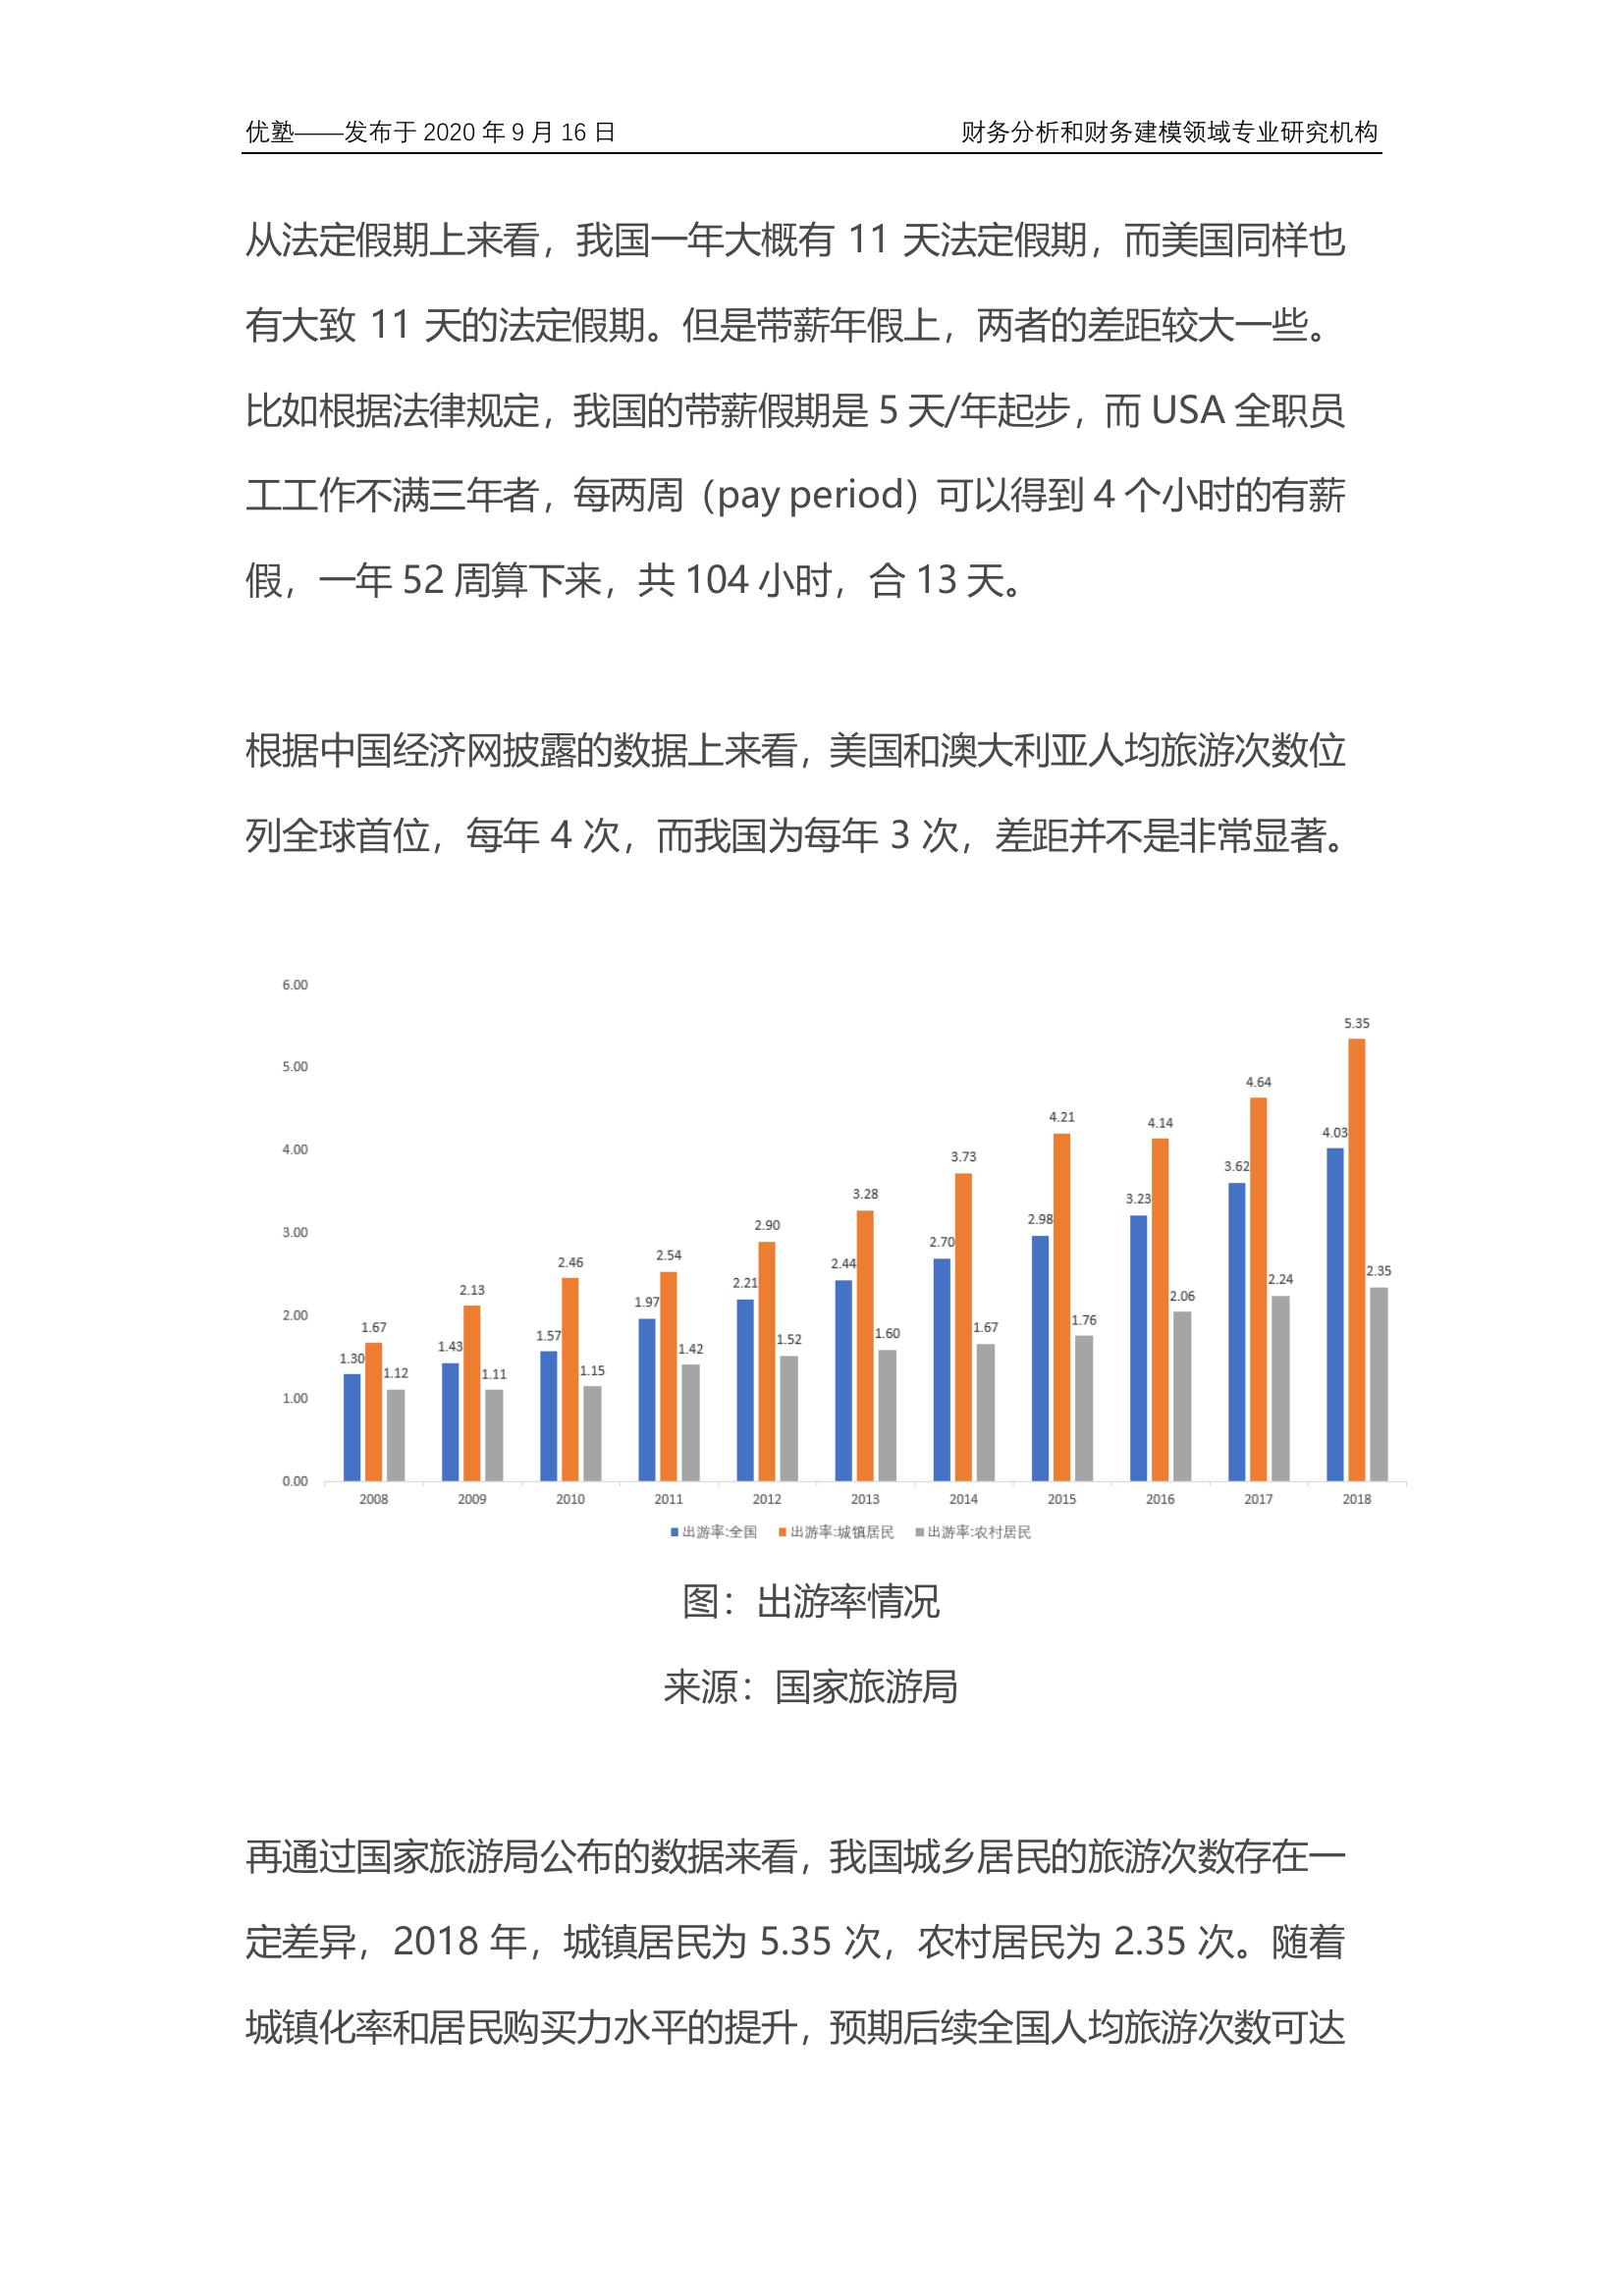 优塾——发布于 2020 年 9 月 16 日 财务分析和财务建模领域专业研究机构
从法定假期上来看，我国一年大概有 11 天法定假期，而美国同样也
有大致 11 天的法定假期。但是带薪年假上，两者的差距较大一些。
比如根据法律规定，我国的带薪假期是 5 天/年起步，而 USA 全职员
工工作不满三年者，每两周（pay period）可以得到 4 个小时的有薪
假，一年 52 周算下来，共 104 小时，合 13 天。
根据中国经济网披露的数据上来看，美国和澳大利亚人均旅游次数位
列全球首位，每年 4 次，而我国为每年 3 次，差距并不是非常显著。
6.00
5.00
4.00
3.00
2.00
1.00
0.00
1.30 1.67 1.12
1.43 2.13 1.11
1.57 2.46 1.15
1.97 2.54 1.42
2.21 2.90 1.52
2.44 3.28 1.60
2.70 3.73 1.67
2.98 4.21 1.76
3.23 4.14 2.06
3.62 4.64 2.24
4.03 5.35 2.35
2008 2009 2010 2011 2012 2013 2014 2015 2016 2017 2018
出游率:全国 出游率:城镇居民 出游率:农村居民
图：出游率情况
来源：国家旅游局
再通过国家旅游局公布的数据来看，我国城乡居民的旅游次数存在一
定差异，2018 年，城镇居民为 5.35 次，农村居民为 2.35 次。随着
城镇化率和居民购买力水平的提升，预期后续全国人均旅游次数可达